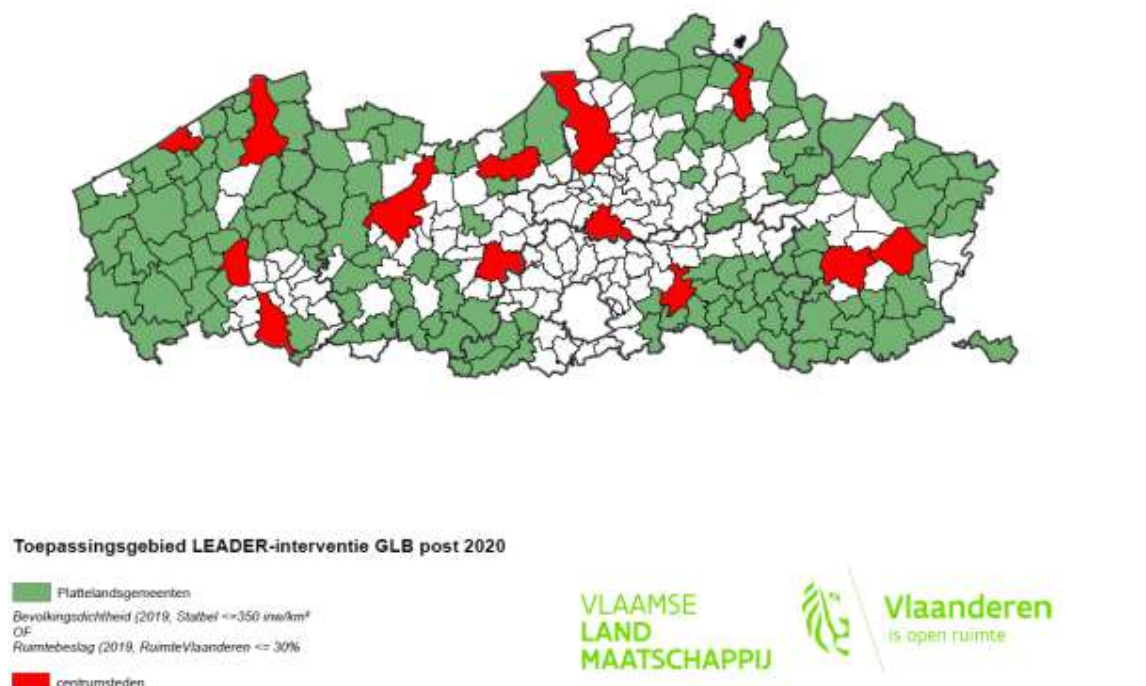 Toepassingsgebied LEADER-interventie GLB post 2020
Plattelandsgemeenten
Bevolkingsdichtheid (2019, Statbel <=350 inw/km²
OF
Ruimtebeslag (2019, RuimteVlaanderen <= 30%
centrumsteden
VLAAMSE
LAND
MAATSCHAPPIJ
Vlaanderen
is open ruimte